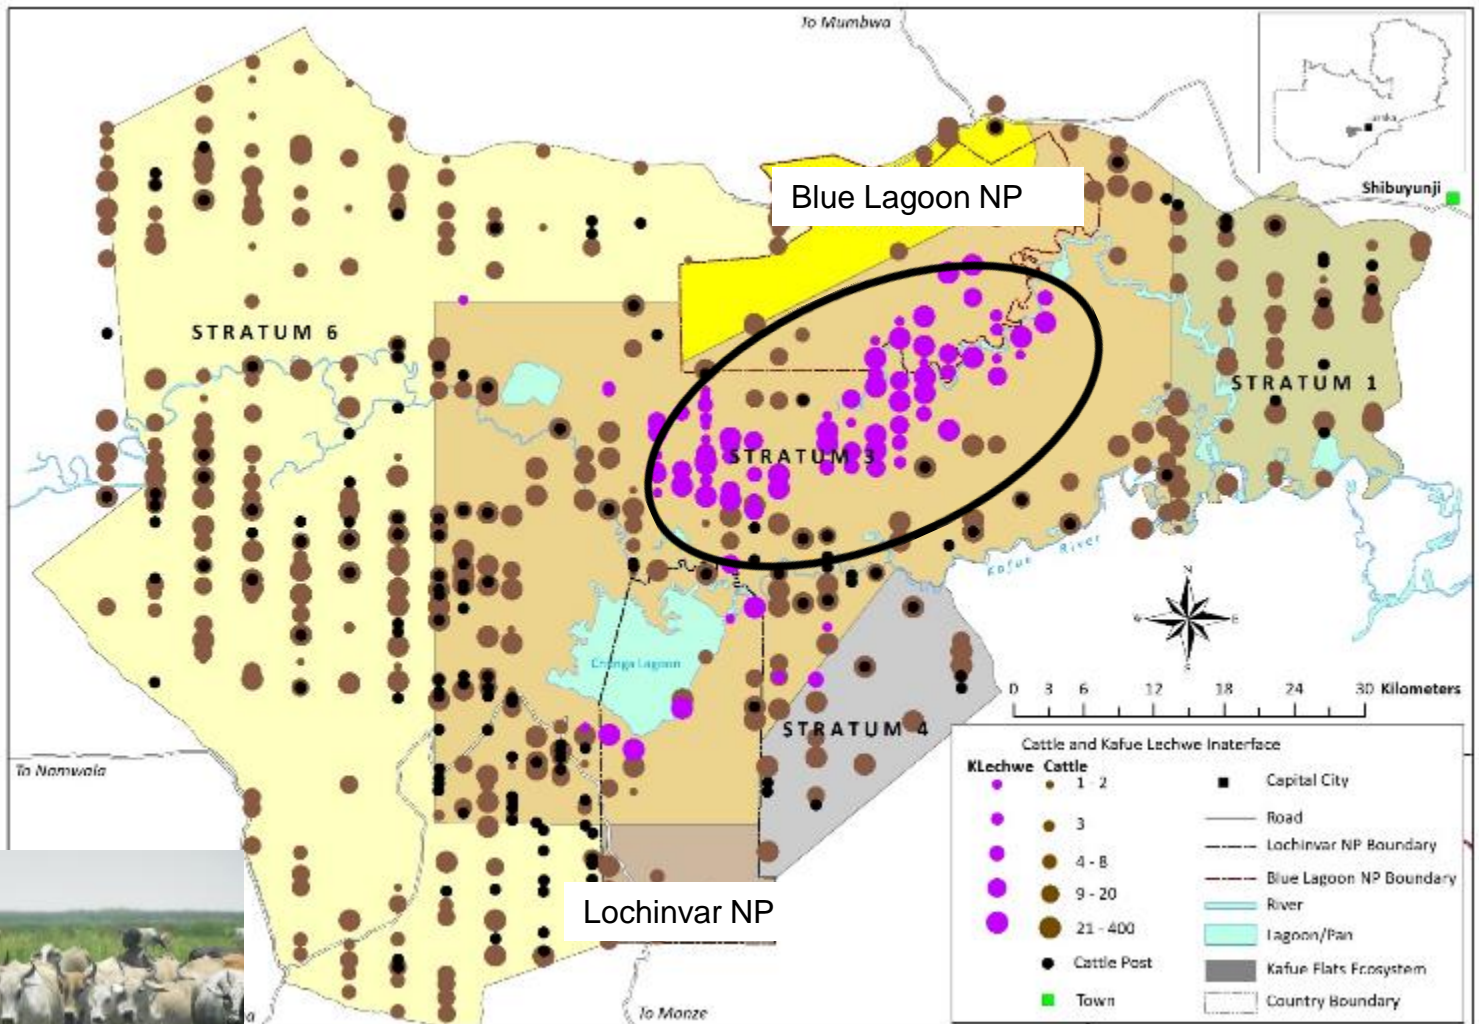 To Mumbwa
Shibuyunji
Blue Lagoon NP
STRATUM 6
STRATUM 1
STRATUM 3
Kafue River
N
W
E
S
Chunga Lagoon
0 3 6 12 18 24 30 Kilometers
STRATUM 4
To Namwala
Cattle and Kafue Lechwe Inaterface
KLechwe Cattle
1 - 2
3
4 - 8
9 - 20
21 - 400
Cattle Post
Town
Capital City
Road
Lochinvar NP Boundary
Blue Lagoon NP Boundary
River
Lagoon/Pan
Kafue Flats Ecosystem
Country Boundary
Lochinvar NP
To Monze
a